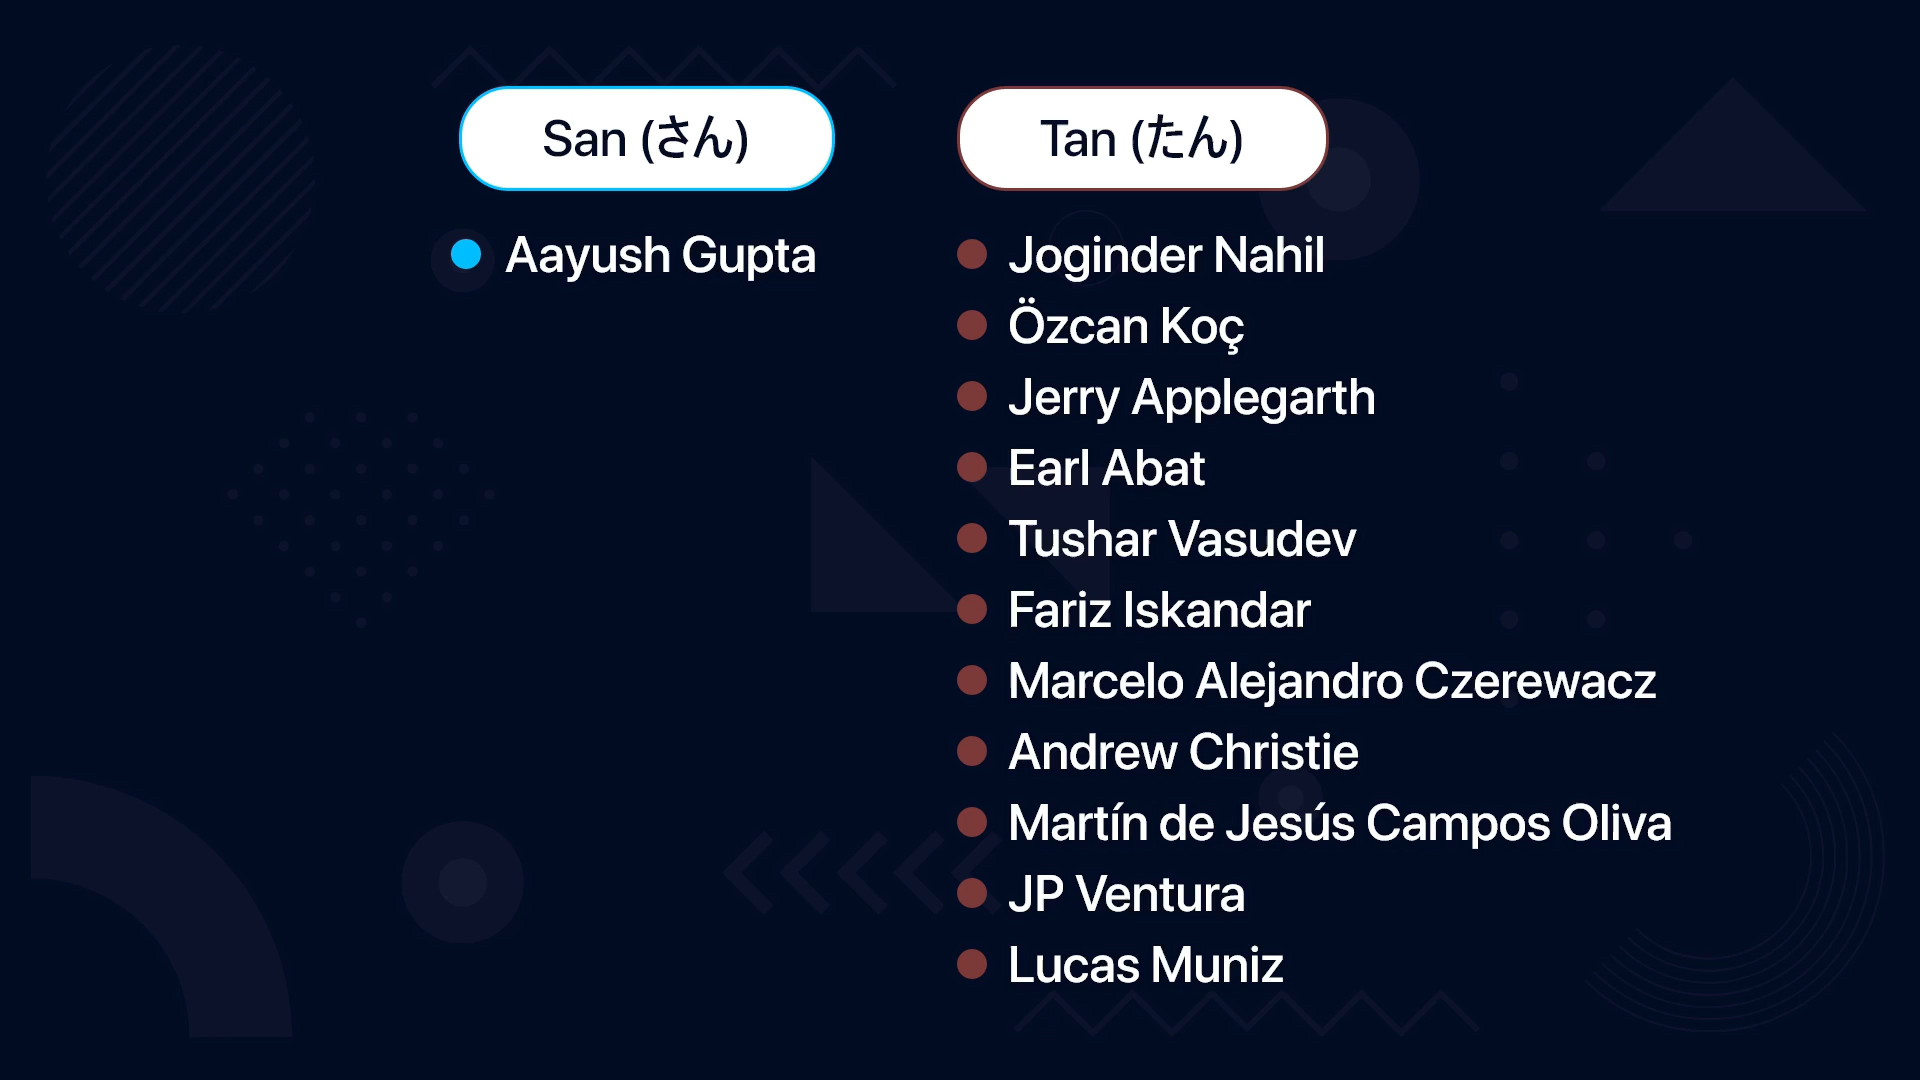 San (さん)
Aayush Gupta
Tan (たん)
Joginder Nahil
Özcan Koç
Jerry Applegarth
Earl Abat
Tushar Vasudev
Fariz Iskandar
Marcelo Alejandro Czerewacz
Andrew Christie
Martín de Jesús Campos Oliva
JP Ventura
Lucas Muniz